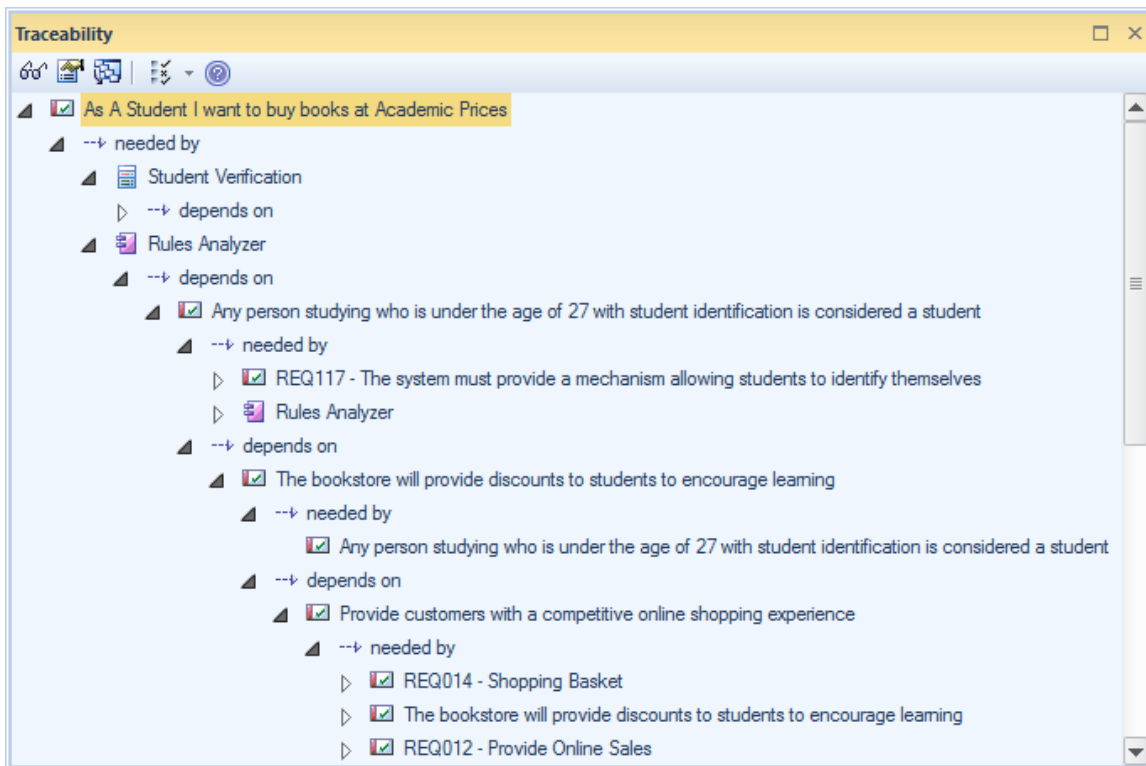 Traceability
As A Student I want to buy books at Academic Prices
needed by
Student Verification
depends on
Rules Analyzer
depends on
Any person studying who is under the age of 27 with student identification is considered a student
needed by
REQ117 - The system must provide a mechanism allowing students to identify themselves
Rules Analyzer
depends on
The bookstore will provide discounts to students to encourage learning
needed by
Any person studying who is under the age of 27 with student identification is considered a student
depends on
Provide customers with a competitive online shopping experience
needed by
REQ014 - Shopping Basket
The bookstore will provide discounts to students to encourage learning
REQ012 - Provide Online Sales